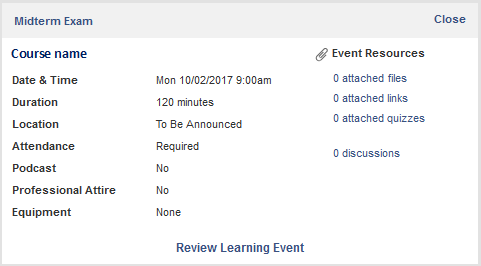 Midterm Exam Close
Course name
Event Resources
Date & Time Mon 10/02/2017 9:00am
0 attached files
Duration 120 minutes
0 attached links
Location To Be Announced
0 attached quizzes
Attendance Required
0 discussions
Podcast No
Professional Attire No
Equipment None
Review Learning Event